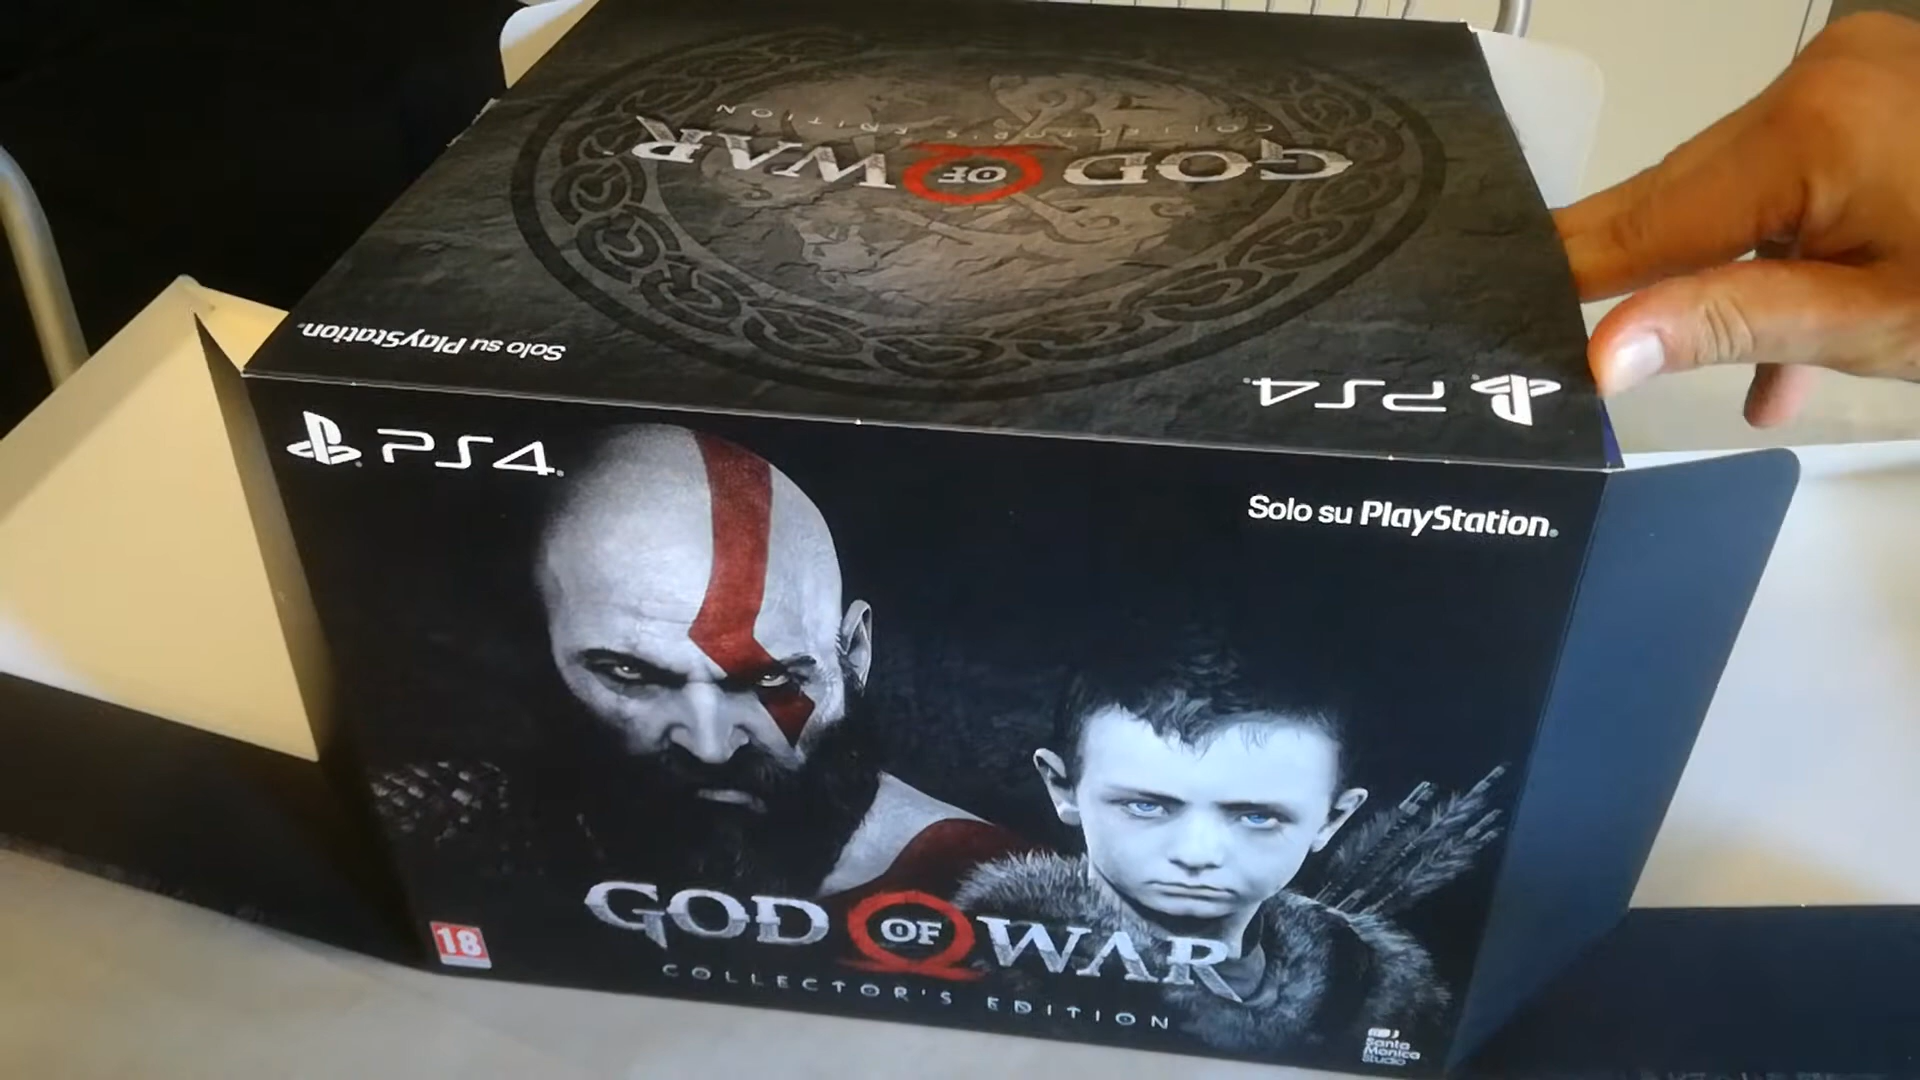 COLLECTOR'S EDITION
GOD OF WAR
Solo su PlayStation
PS4
PS4
Solo su PlayStation
GOD OF WAR
COLLECTOR'S EDITION
18
Santa
Monica
Studio